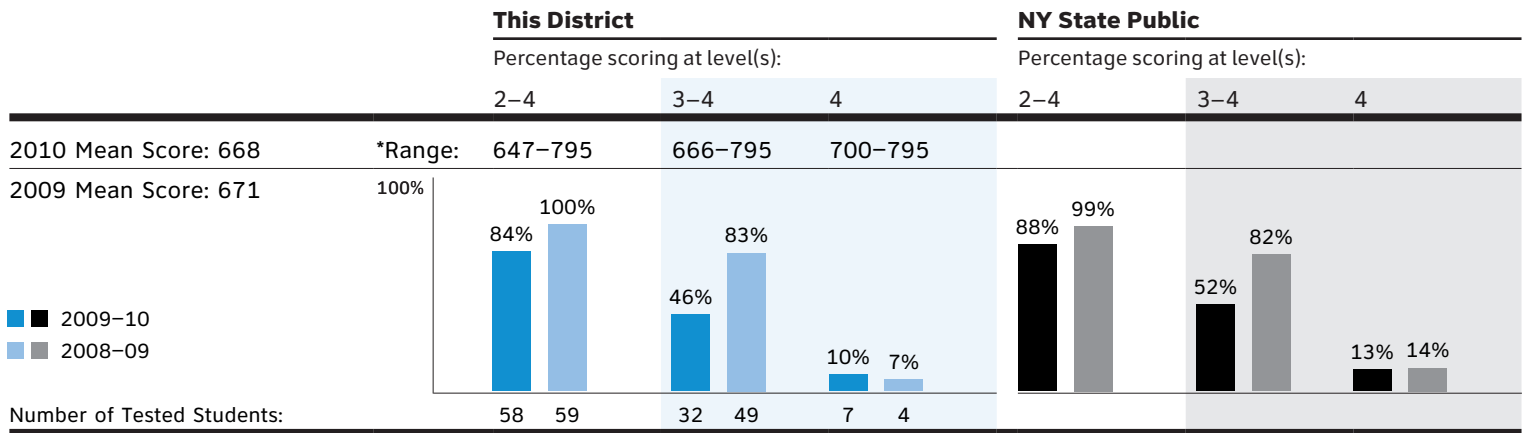 This District NY State Public
Percentage scoring at level(s): Percentage scoring at level(s):
2–4 3–4 4 2–4 3–4 4
2010 Mean Score: 668 *Range: 647–795 666–795 700–795
2009 Mean Score: 671 100%
84% 100% 46% 83% 10% 7% 88% 99% 52% 82% 13% 14%
2009–10
2008–09
Number of Tested Students: 58 59 32 49 7 4